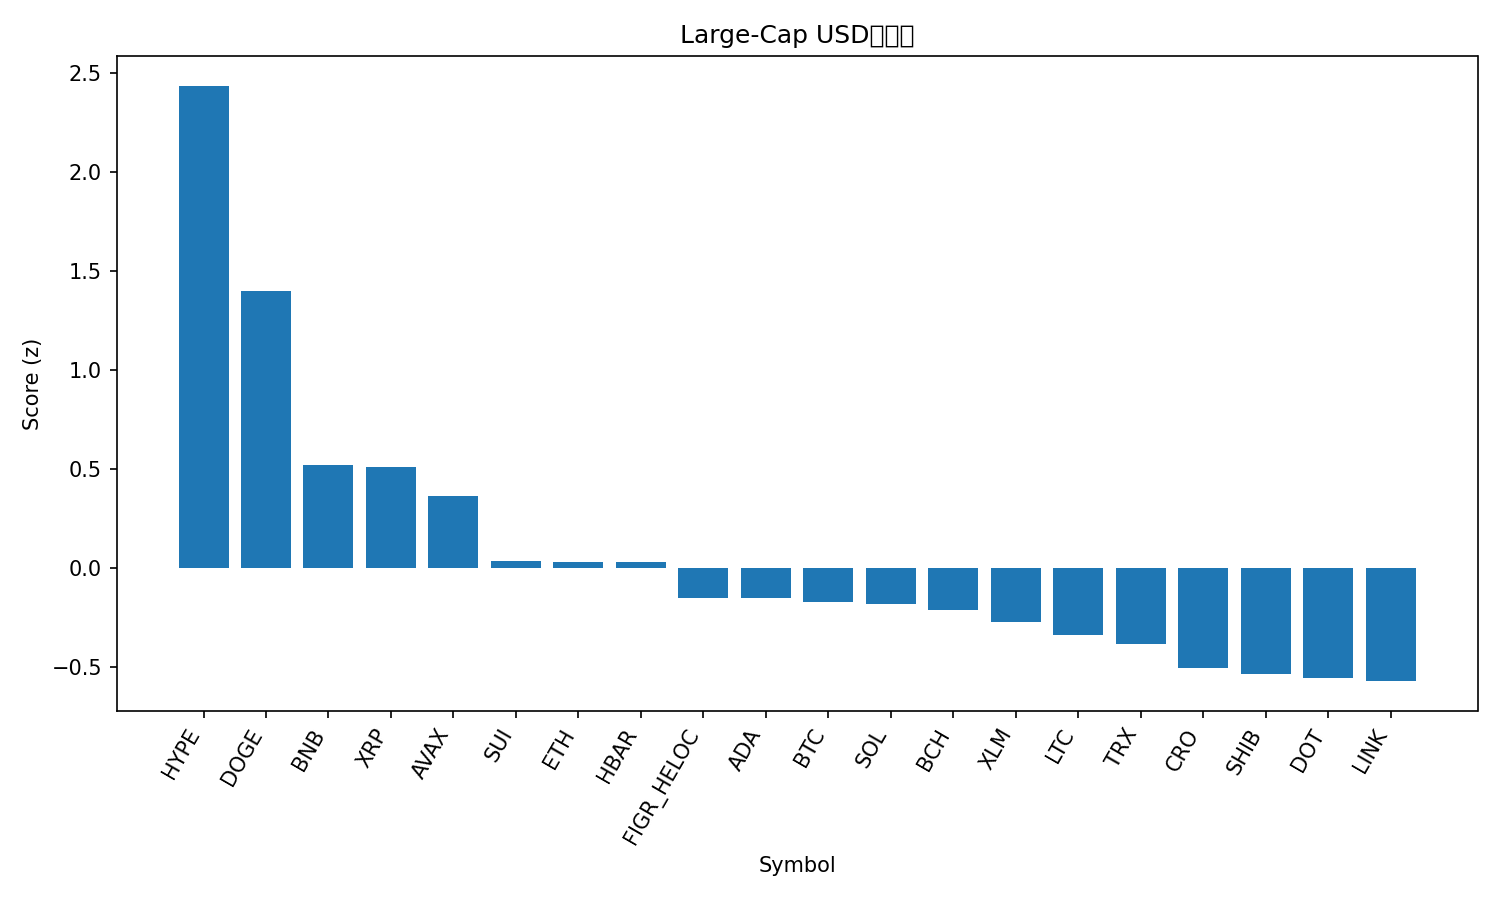 Large-Cap USD
2.5
2.0
1.5
1.0
0.5
0.0
−0.5
Score (z)
HYPE
DOGE
BNB
XRP
AVAX
SUI
ETH
HBAR
FIGR_HELOC
ADA
BTC
SOL
BCH
XLM
LTC
TRX
CRO
SHIB
DOT
LINK
Symbol